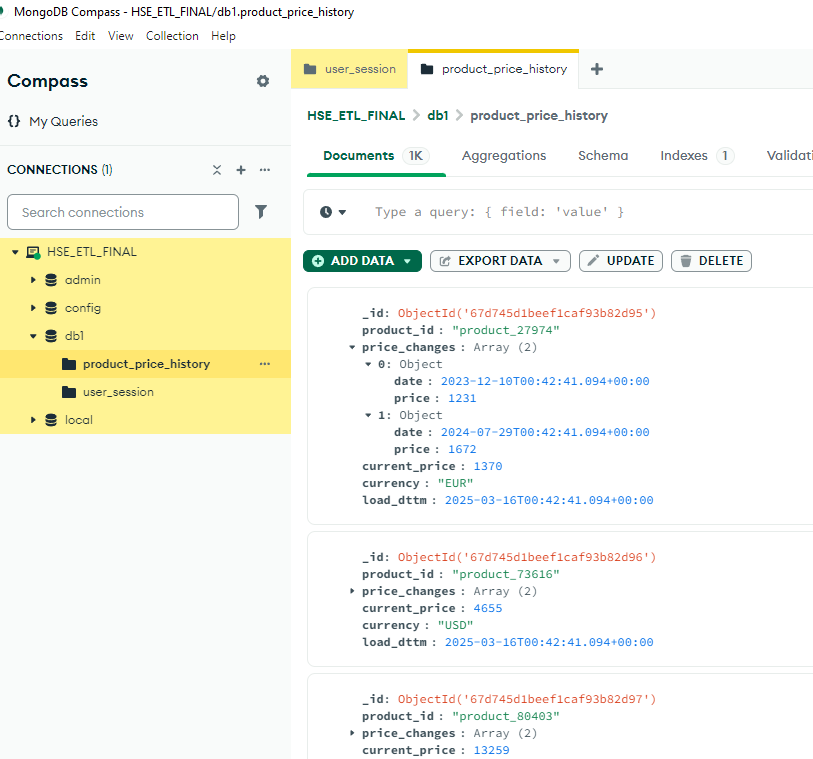 MongoDB Compass - HSE_ETL_FINAL/db1.product_price_history
Connections Edit View Collection Help
Compass
{} My Queries
CONNECTIONS (1)
Search connections
HSE_ETL_FINAL
admin
config
db1
product_price_history
user_session
local
user_session
product_price_history
HSE_ETL_FINAL > db1 > product_price_history
Documents 1K Aggregations Schema Indexes 1 Validati
Type a query: { field: 'value' }
ADD DATA EXPORT DATA UPDATE DELETE
_id: ObjectId('67d745d1beef1caf93b82d95')
product_id : "product_27974"
price_changes : Array (2)
0: Object
date : 2023-12-10T00:42:41.094+00:00
price : 1231
1: Object
date : 2024-07-29T00:42:41.094+00:00
price : 1672
current_price : 1370
currency : "EUR"
load_dttm : 2025-03-16T00:42:41.094+00:00
_id: ObjectId('67d745d1beef1caf93b82d96')
product_id : "product_73616"
price_changes : Array (2)
current_price : 4655
currency : "USD"
load_dttm : 2025-03-16T00:42:41.094+00:00
_id: ObjectId('67d745d1beef1caf93b82d97')
product_id : "product_80403"
price_changes : Array (2)
current_price : 13259